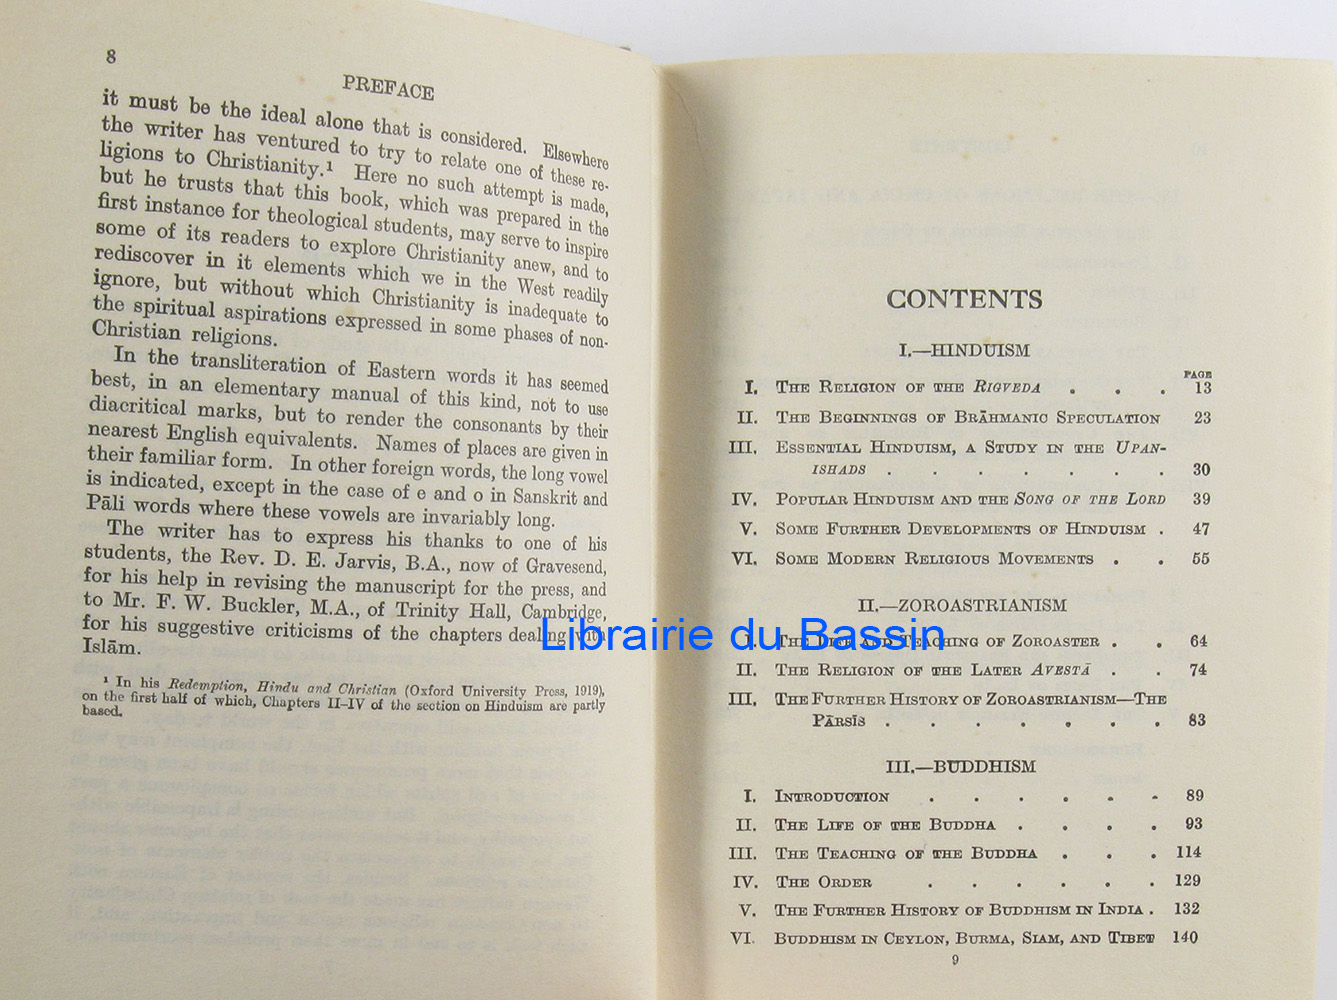 8
PREFACE
it must be the ideal alone that is considered. Elsewhere
the writer has ventured to try to relate one of these re-
ligions to Christianity.¹ Here no such attempt is made,
but he trusts that this book, which was prepared in the
first instance for theological students, may serve to inspire
some of its readers to explore Christianity anew, and to
rediscover in it elements which we in the West readily
ignore, but without which Christianity is inadequate to
the spiritual aspirations expressed in some phases of non-
Christian religions.
In the transliteration of Eastern words it has seemed
best, in an elementary manual of this kind, not to use
diacritical marks, but to render the consonants by their
nearest English equivalents. Names of places are given in
their familiar form. In other foreign words, the long vowel
is indicated, except in the case of e and o in Sanskrit and
Pāli words where these vowels are invariably long.
The writer has to express his thanks to one of his
students, the Rev. D. E. Jarvis, B.A., now of Gravesend,
for his help in revising the manuscript for the press, and
to Mr. F. W. Buckler, M.A., of Trinity Hall, Cambridge,
for his suggestive criticisms of the chapters dealing with
Islām.
¹ In his Redemption, Hindu and Christian (Oxford University Press, 1919),
on the first half of which, Chapters II–IV of the section on Hinduism are partly
based.
Librairie du Bassin
CONTENTS
I.—HINDUISM
PAGE
I. The Religion of the Rigveda . . . 13
II. The Beginnings of Brāhmanic Speculation 23
III. Essential Hinduism, a Study in the Upan-
ishads . . . . . . . 30
IV. Popular Hinduism and the Song of the Lord 39
V. Some Further Developments of Hinduism . 47
VI. Some Modern Religious Movements . . 55
II.—ZOROASTRIANISM
I. The Life and Teaching of Zoroaster . . 64
II. The Religion of the Later Avestā . . 74
III. The Further History of Zoroastrianism—The
Pārsīs . . . . . . . 83
III.—BUDDHISM
I. Introduction . . . . . . 89
II. The Life of the Buddha . . . . 93
III. The Teaching of the Buddha . . . 114
IV. The Order . . . . . . 129
V. The Further History of Buddhism in India . 132
VI. Buddhism in Ceylon, Burma, Siam, and Tibet 140
9